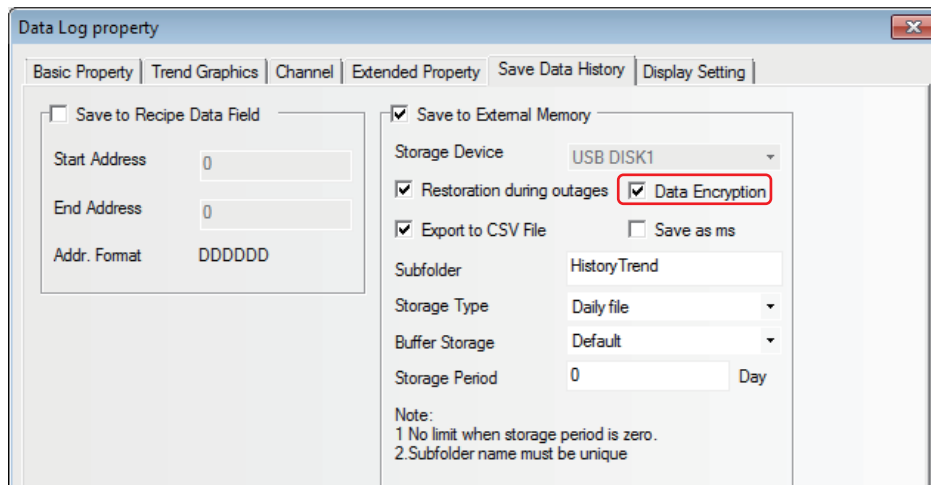 Data Log property
Basic Property Trend Graphics Channel Extended Property Save Data History Display Setting
Save to Recipe Data Field
Start Address 0
End Address 0
Addr. Format DDDDDD
Save to External Memory
Storage Device USB DISK1
Restoration during outages Data Encryption
Export to CSV File Save as ms
Subfolder HistoryTrend
Storage Type Daily file
Buffer Storage Default
Storage Period 0 Day
Note:
1 No limit when storage period is zero.
2.Subfolder name must be unique